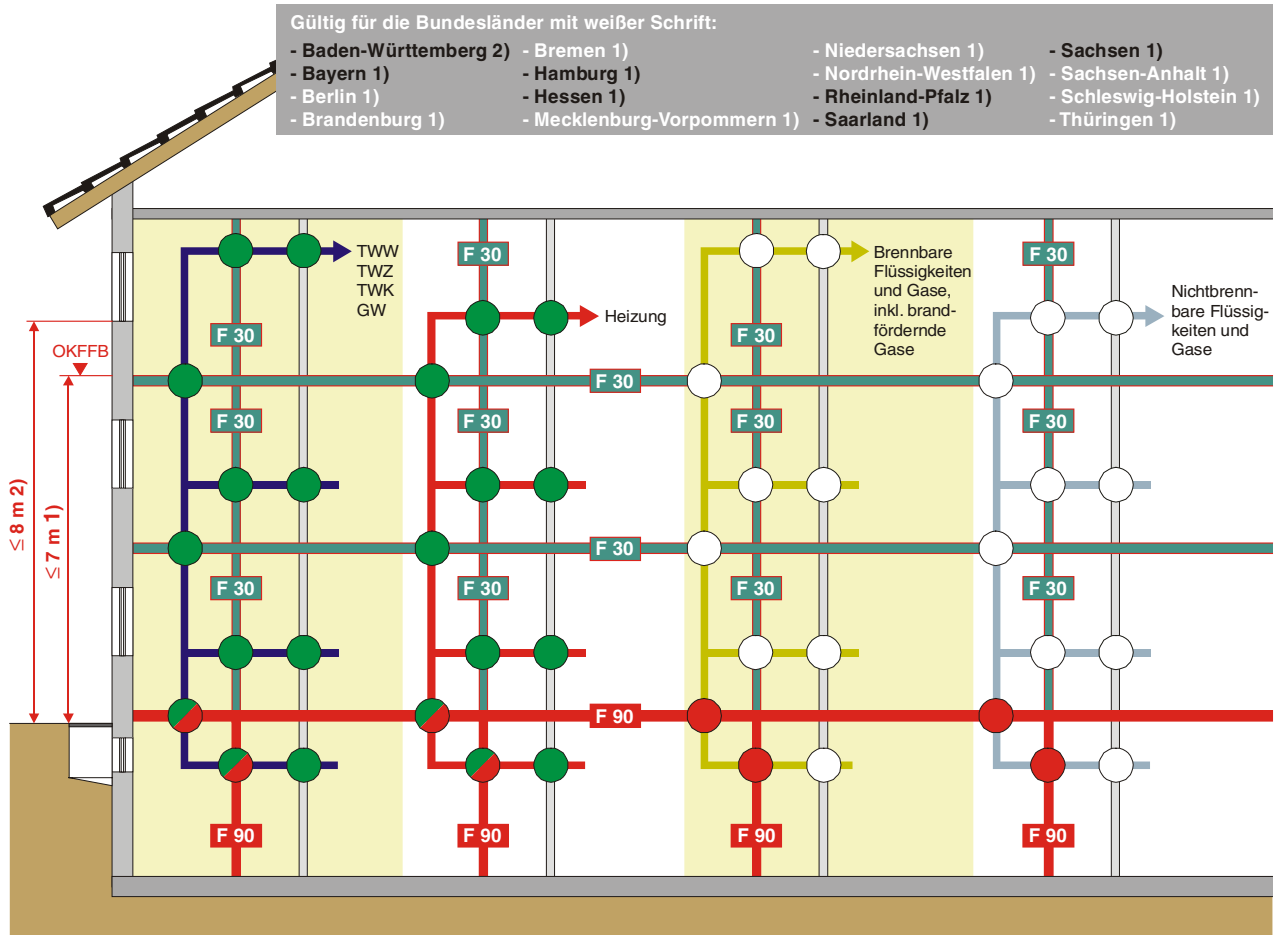 Gültig für die Bundesländer mit weißer Schrift:
- Baden-Württemberg 2)
- Bayern 1)
- Berlin 1)
- Brandenburg 1)
- Bremen 1)
- Hamburg 1)
- Hessen 1)
- Mecklenburg-Vorpommern 1)
- Niedersachsen 1)
- Nordrhein-Westfalen 1)
- Rheinland-Pfalz 1)
- Saarland 1)
- Sachsen 1)
- Sachsen-Anhalt 1)
- Schleswig-Holstein 1)
- Thüringen 1)
TWW
TWZ
TWK
GW
F 30
Brennbare
Flüssigkeiten
und Gase,
inkl. brand-
fördernde
Gase
F 30
Nichtbrenn-
bare Flüssig-
keiten und
Gase
Heizung
F 30
F 30
OKFFB
F 30
F 30
F 30
F 30
F 30
≤ 8 m 2)
≤ 7 m 1)
F 30
F 30
F 30
F 30
F 30
F 90
F 90
F 90
F 90
F 90